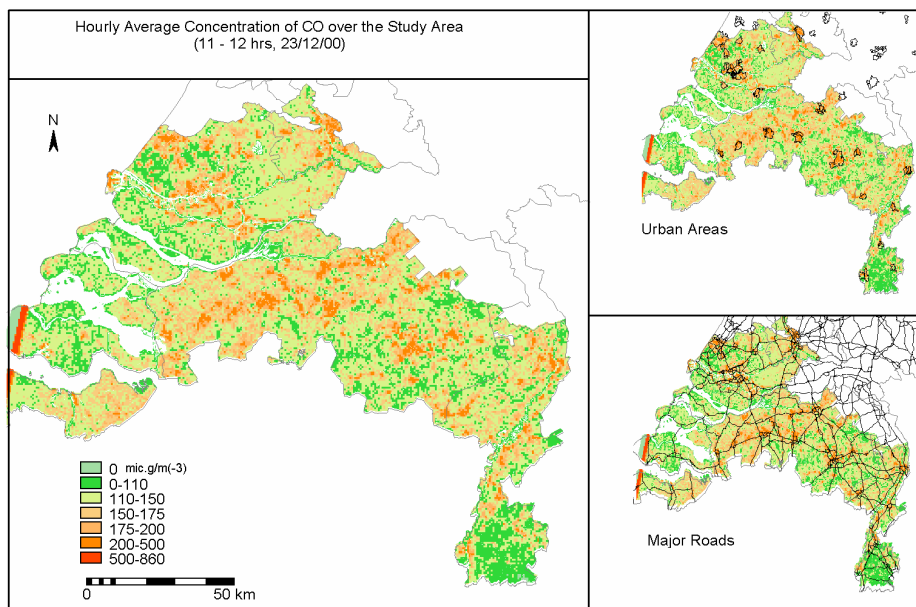 Hourly Average Concentration of CO over the Study Area
(11 - 12 hrs, 23/12/00)
N
0 mic.g/m(-3)
0-110
110-150
150-175
175-200
200-500
500-860
0 50 km
Urban Areas
Major Roads